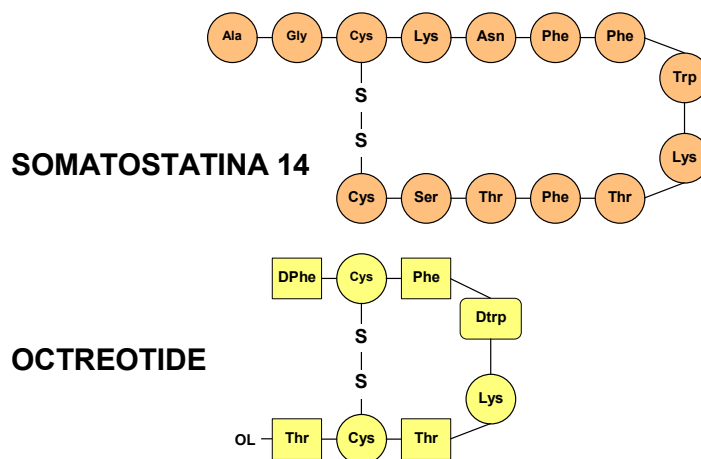 Ala Gly Cys Lys Asn Phe Phe
Trp
S
S
SOMATOSTATINA 14
Lys
Cys Ser Thr Phe Thr
DPhe Cys Phe
Dtrp
S
OCTREOTIDE
S
Lys
OL Thr Cys Thr